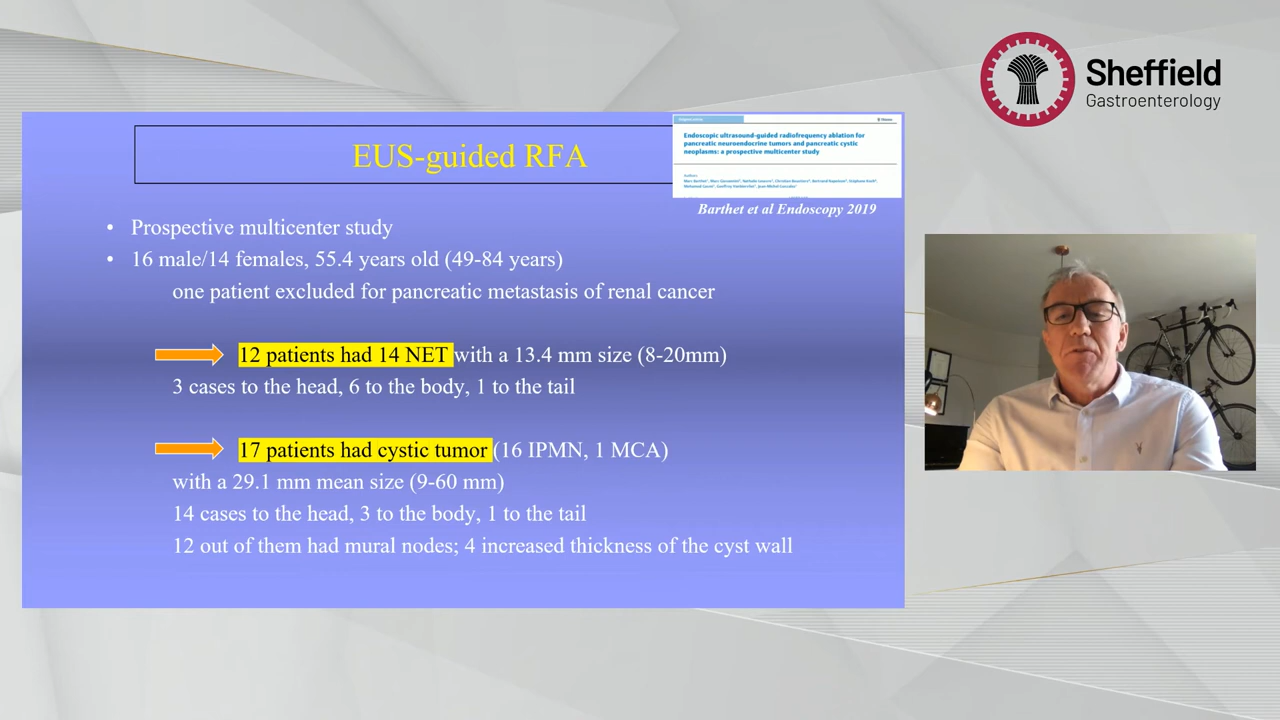 Sheffield
Gastroenterology
EUS-guided RFA
Endoscopic ultrasound-guided radiofrequency ablation for
pancreatic neuroendocrine tumors and pancreatic cystic
neoplasms: a prospective multicenter study
Authors
Barthet et al Endoscopy 2019
• Prospective multicenter study
• 16 male/14 females, 55.4 years old (49-84 years)
one patient excluded for pancreatic metastasis of renal cancer
12 patients had 14 NET with a 13.4 mm size (8-20mm)
3 cases to the head, 6 to the body, 1 to the tail
17 patients had cystic tumor (16 IPMN, 1 MCA)
with a 29.1 mm mean size (9-60 mm)
14 cases to the head, 3 to the body, 1 to the tail
12 out of them had mural nodes; 4 increased thickness of the cyst wall